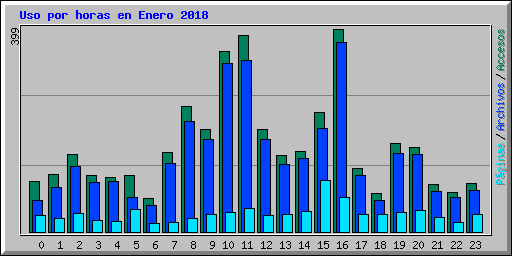 Uso por horas en Enero 2018
399
Páginas / Archivos / Accesos
0 1 2 3 4 5 6 7 8 9 10 11 12 13 14 15 16 17 18 19 20 21 22 23